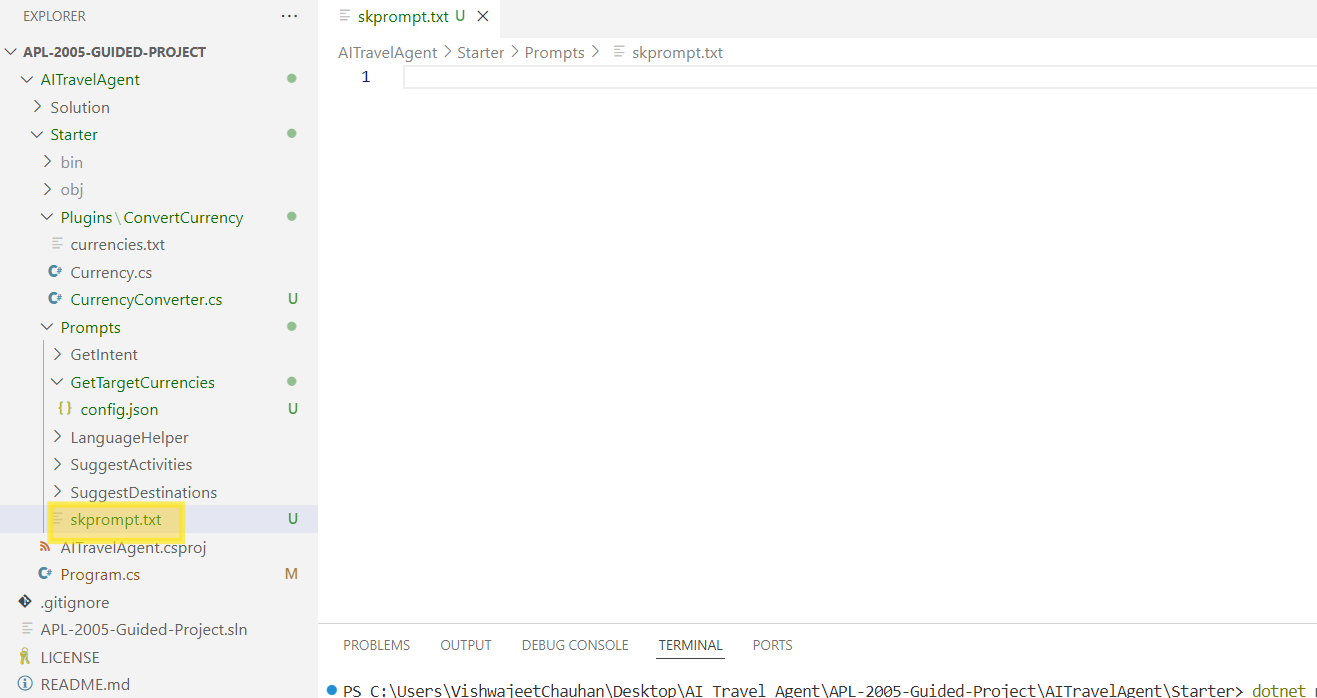 EXPLORER
APL-2005-GUIDED-PROJECT
AITravelAgent
Solution
Starter
bin
obj
Plugins\ConvertCurrency
currencies.txt
C# Currency.cs
C# CurrencyConverter.cs U
Prompts
GetIntent
GetTargetCurrencies
{} config.json U
LanguageHelper
SuggestActivities
SuggestDestinations
skprompt.txt U
AITravelAgent.csproj
C# Program.cs M
.gitignore
APL-2005-Guided-Project.sln
LICENSE
README.md
skprompt.txt U
AITravelAgent > Starter > Prompts > skprompt.txt
1
PROBLEMS OUTPUT DEBUG CONSOLE TERMINAL PORTS
PS C:\Users\VishwajeetChauhan\Desktop\AI Travel Agent\APL-2005-Guided-Project\AITravelAgent\Starter> dotnet